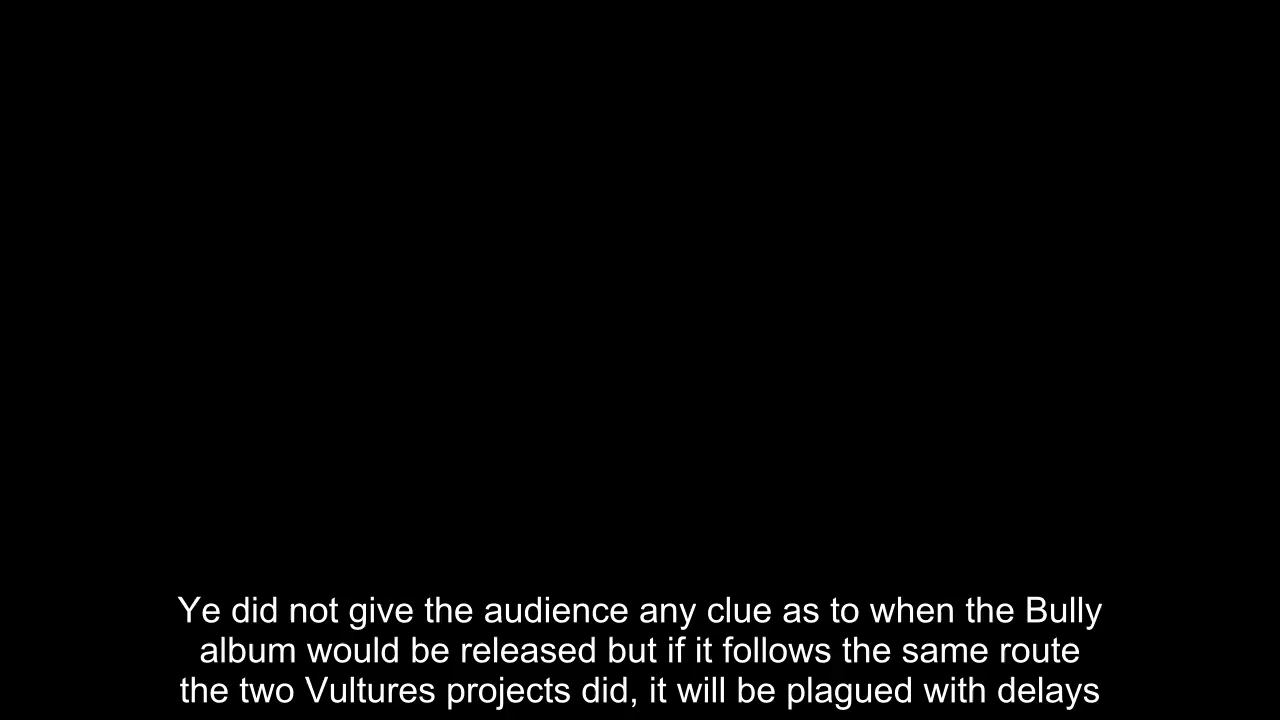 Ye did not give the audience any clue as to when the Bully
album would be released but if it follows the same route
the two Vultures projects did, it will be plagued with delays